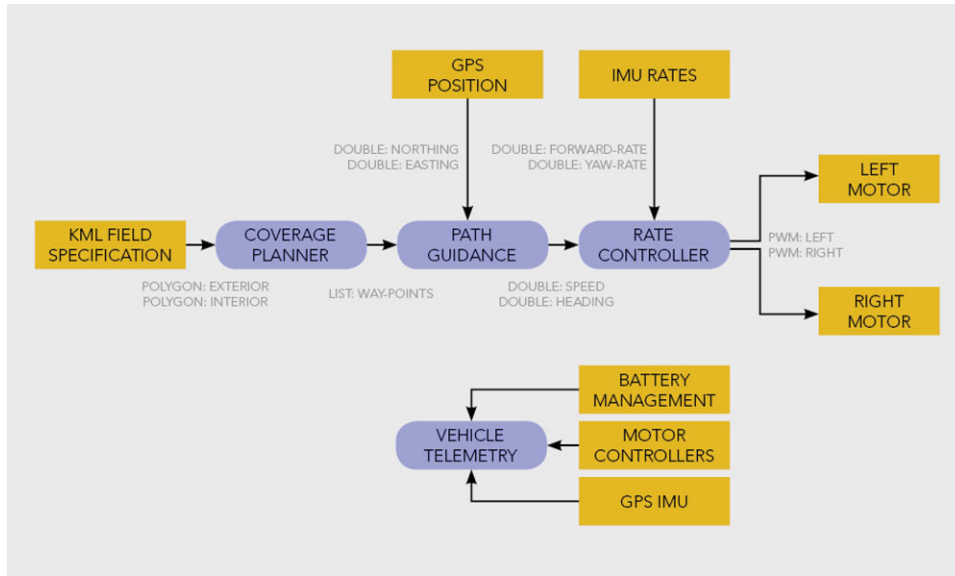 GPS
POSITION
IMU RATES
DOUBLE: NORTHING
DOUBLE: EASTING
DOUBLE: FORWARD-RATE
DOUBLE: YAW-RATE
LEFT
MOTOR
KML FIELD
SPECIFICATION
COVERAGE
PLANNER
PATH
GUIDANCE
RATE
CONTROLLER
PWM: LEFT
PWM: RIGHT
POLYGON: EXTERIOR
POLYGON: INTERIOR
LIST: WAY-POINTS
DOUBLE: SPEED
DOUBLE: HEADING
RIGHT
MOTOR
BATTERY
MANAGEMENT
VEHICLE
TELEMETRY
MOTOR
CONTROLLERS
GPS IMU